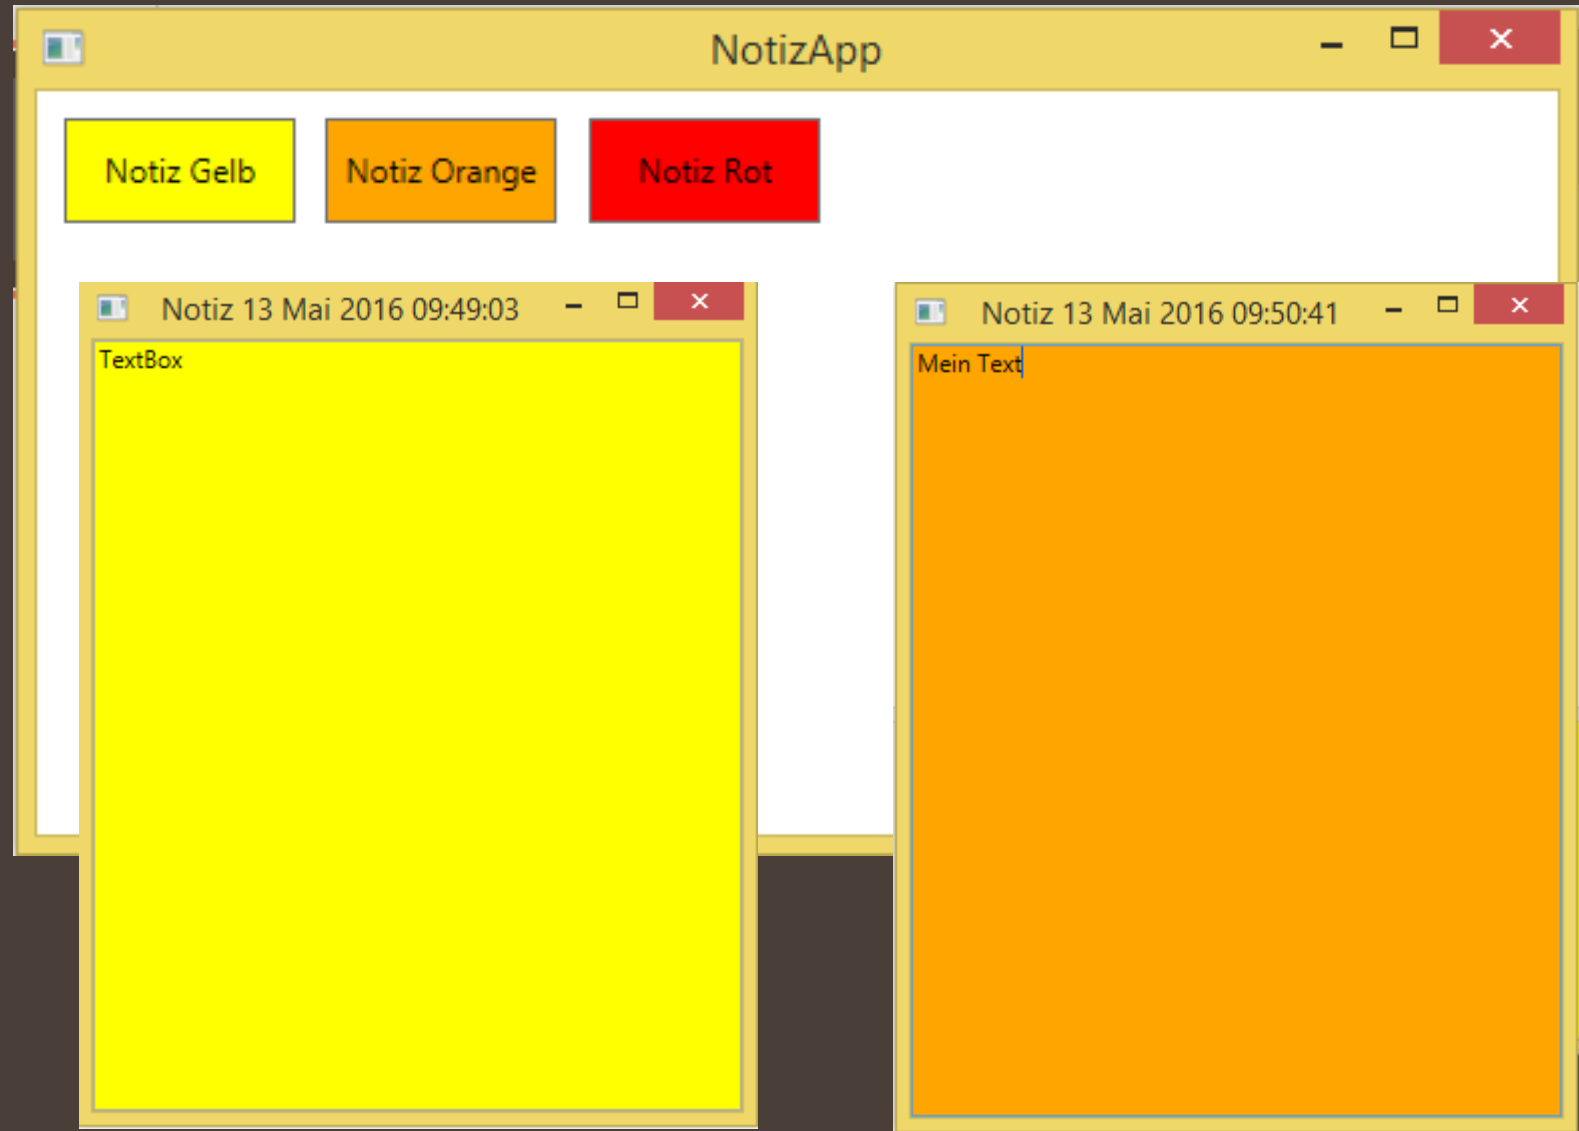 NotizApp
Notiz Gelb
Notiz Orange
Notiz Rot
Notiz 13 Mai 2016 09:49:03
TextBox
Notiz 13 Mai 2016 09:50:41
Mein Text